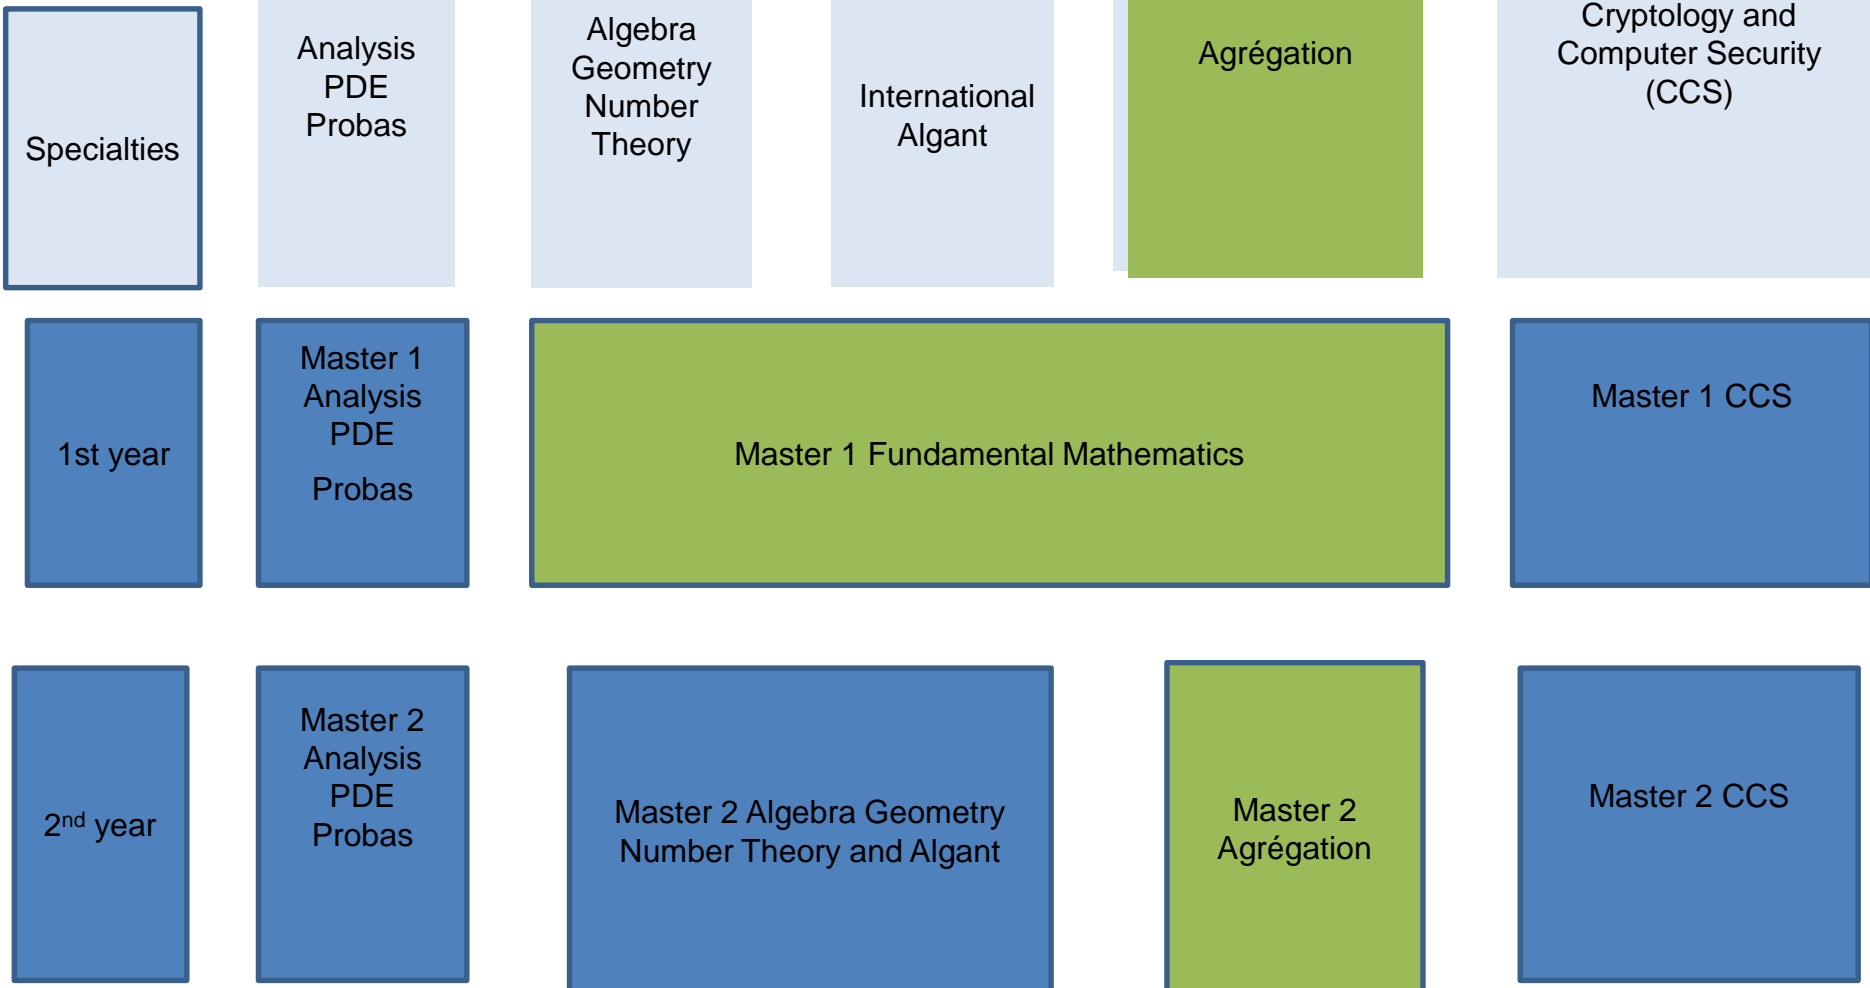 Specialties
Analysis
PDE
Probas
Algebra
Geometry
Number
Theory
International
Algant
Agrégation
Cryptology and
Computer Security
(CCS)
1st year
Master 1
Analysis
PDE
Probas
Master 1 Fundamental Mathematics
Master 1 CCS
2nd year
Master 2
Analysis
PDE
Probas
Master 2 Algebra Geometry
Number Theory and Algant
Master 2
Agrégation
Master 2 CCS